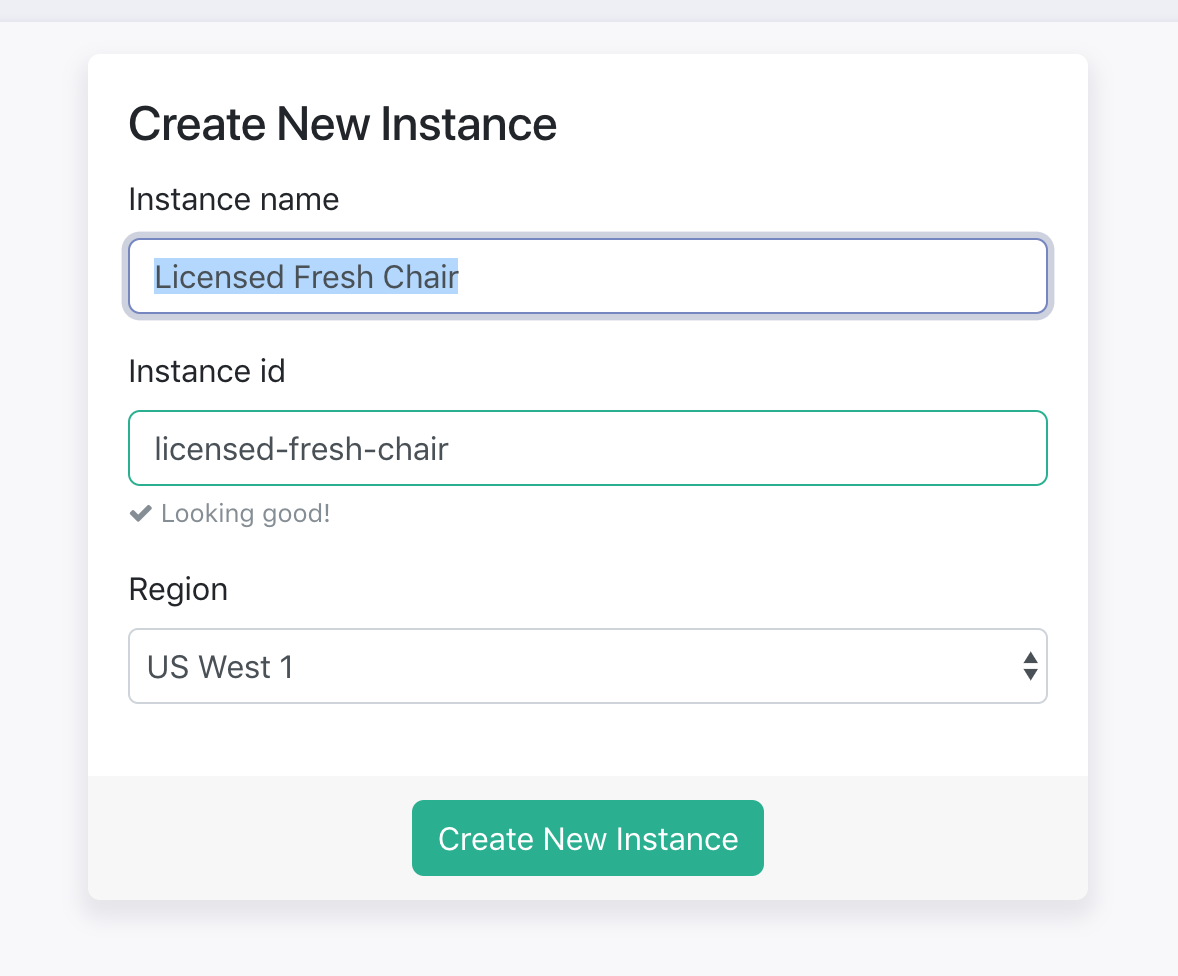 Create New Instance
Instance name
Licensed Fresh Chair
Instance id
licensed-fresh-chair
Looking good!
Region
US West 1
Create New Instance